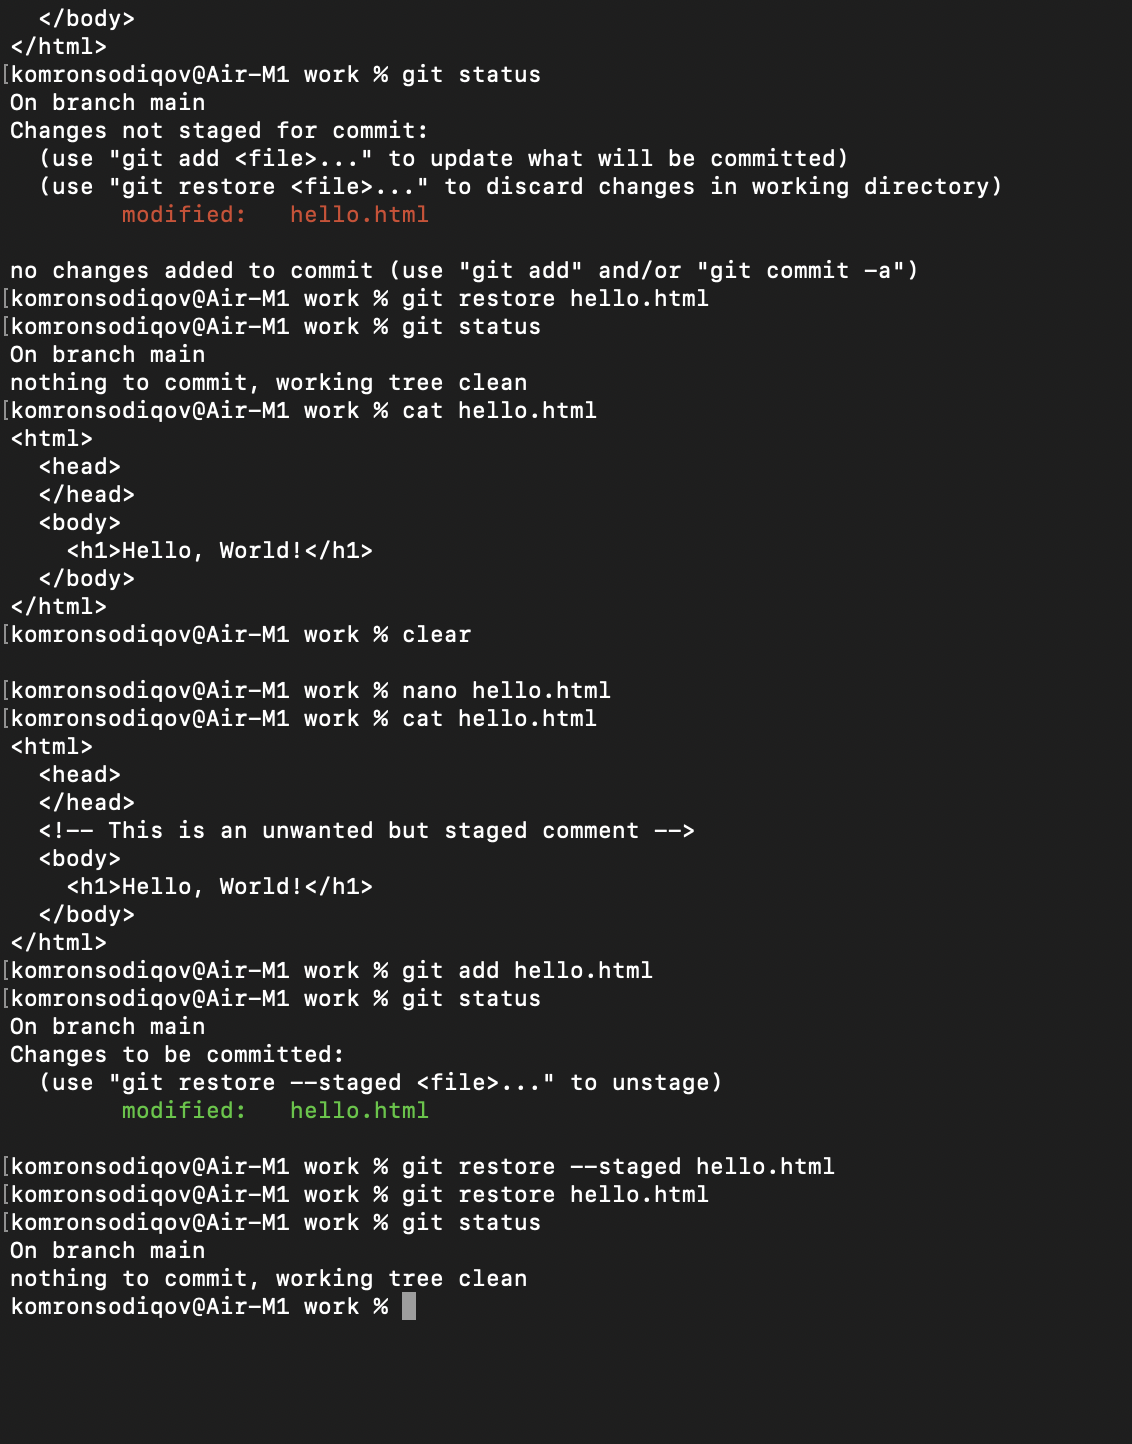 </body>
</html>
[komronsodiqov@Air-M1 work % git status
On branch main
Changes not staged for commit:
  (use "git add <file>..." to update what will be committed)
  (use "git restore <file>..." to discard changes in working directory)
        modified:   hello.html

no changes added to commit (use "git add" and/or "git commit -a")
[komronsodiqov@Air-M1 work % git restore hello.html
[komronsodiqov@Air-M1 work % git status
On branch main
nothing to commit, working tree clean
[komronsodiqov@Air-M1 work % cat hello.html
<html>
  <head>
  </head>
  <body>
    <h1>Hello, World!</h1>
  </body>
</html>
[komronsodiqov@Air-M1 work % clear

[komronsodiqov@Air-M1 work % nano hello.html
[komronsodiqov@Air-M1 work % cat hello.html
<html>
  <head>
  </head>
  <!-- This is an unwanted but staged comment -->
  <body>
    <h1>Hello, World!</h1>
  </body>
</html>
[komronsodiqov@Air-M1 work % git add hello.html
[komronsodiqov@Air-M1 work % git status
On branch main
Changes to be committed:
  (use "git restore --staged <file>..." to unstage)
        modified:   hello.html

[komronsodiqov@Air-M1 work % git restore --staged hello.html
[komronsodiqov@Air-M1 work % git restore hello.html
[komronsodiqov@Air-M1 work % git status
On branch main
nothing to commit, working tree clean
komronsodiqov@Air-M1 work %